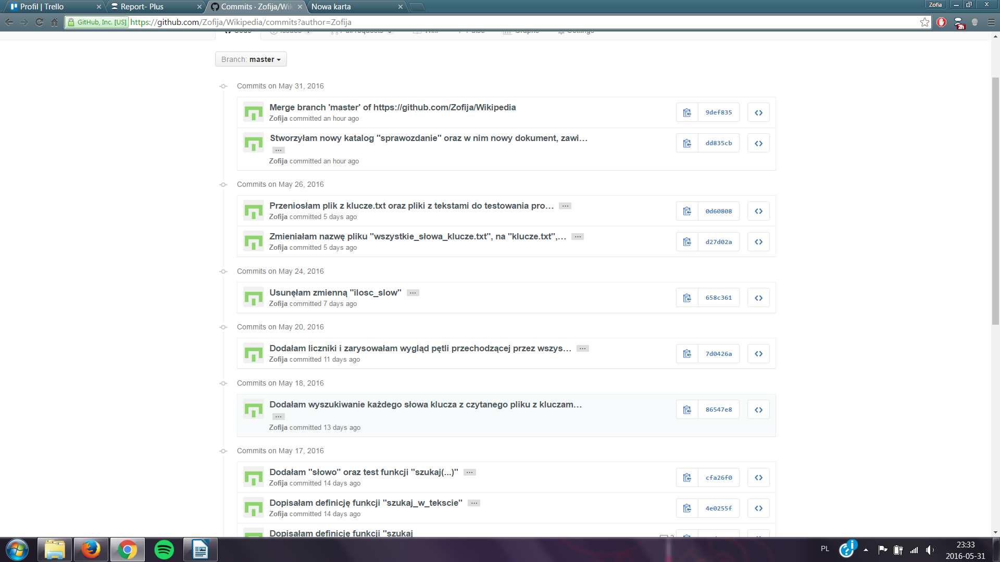 Profil | Trello
Report- Plus
Commits · Zofija/Wik
Nowa karta
Zofia
GitHub, Inc. [US]
https://github.com/Zofija/Wikipedia/commits?author=Zofija
2h
Branch: master
Commits on May 31, 2016
Merge branch 'master' of https://github.com/Zofija/Wikipedia
Zofija committed an hour ago
9def835
Stworzyłam nowy katalog "sprawozdanie" oraz w nim nowy dokument, zawi…
…
Zofija committed an hour ago
dd835cb
Commits on May 26, 2016
Przeniosłam plik z klucze.txt oraz pliki z tekstami do testowania pro… …
Zofija committed 5 days ago
0d60808
Zmieniałam nazwę pliku "wszystkie_słowa_klucze.txt", na "klucze.txt",… …
Zofija committed 5 days ago
d27d02a
Commits on May 24, 2016
Usunęłam zmienną "ilosc_slow" …
Zofija committed 7 days ago
658c361
Commits on May 20, 2016
Dodałam liczniki i zarysowałam wygląd pętli przechodzącej przez wszys… …
Zofija committed 11 days ago
7d0426a
Commits on May 18, 2016
Dodałam wyszukiwanie każdego słowa klucza z czytanego pliku z kluczam…
…
Zofija committed 13 days ago
86547e8
Commits on May 17, 2016
Dodałam "słowo" oraz test funkcji "szukaj(...)" …
Zofija committed 14 days ago
cfa26f0
Dopisałam definicję funkcji "szukaj_w_tekscie" …
Zofija committed 14 days ago
4e0255f
Dopisałam definicję funkcji "szukaj
PL
23:33
2016-05-31